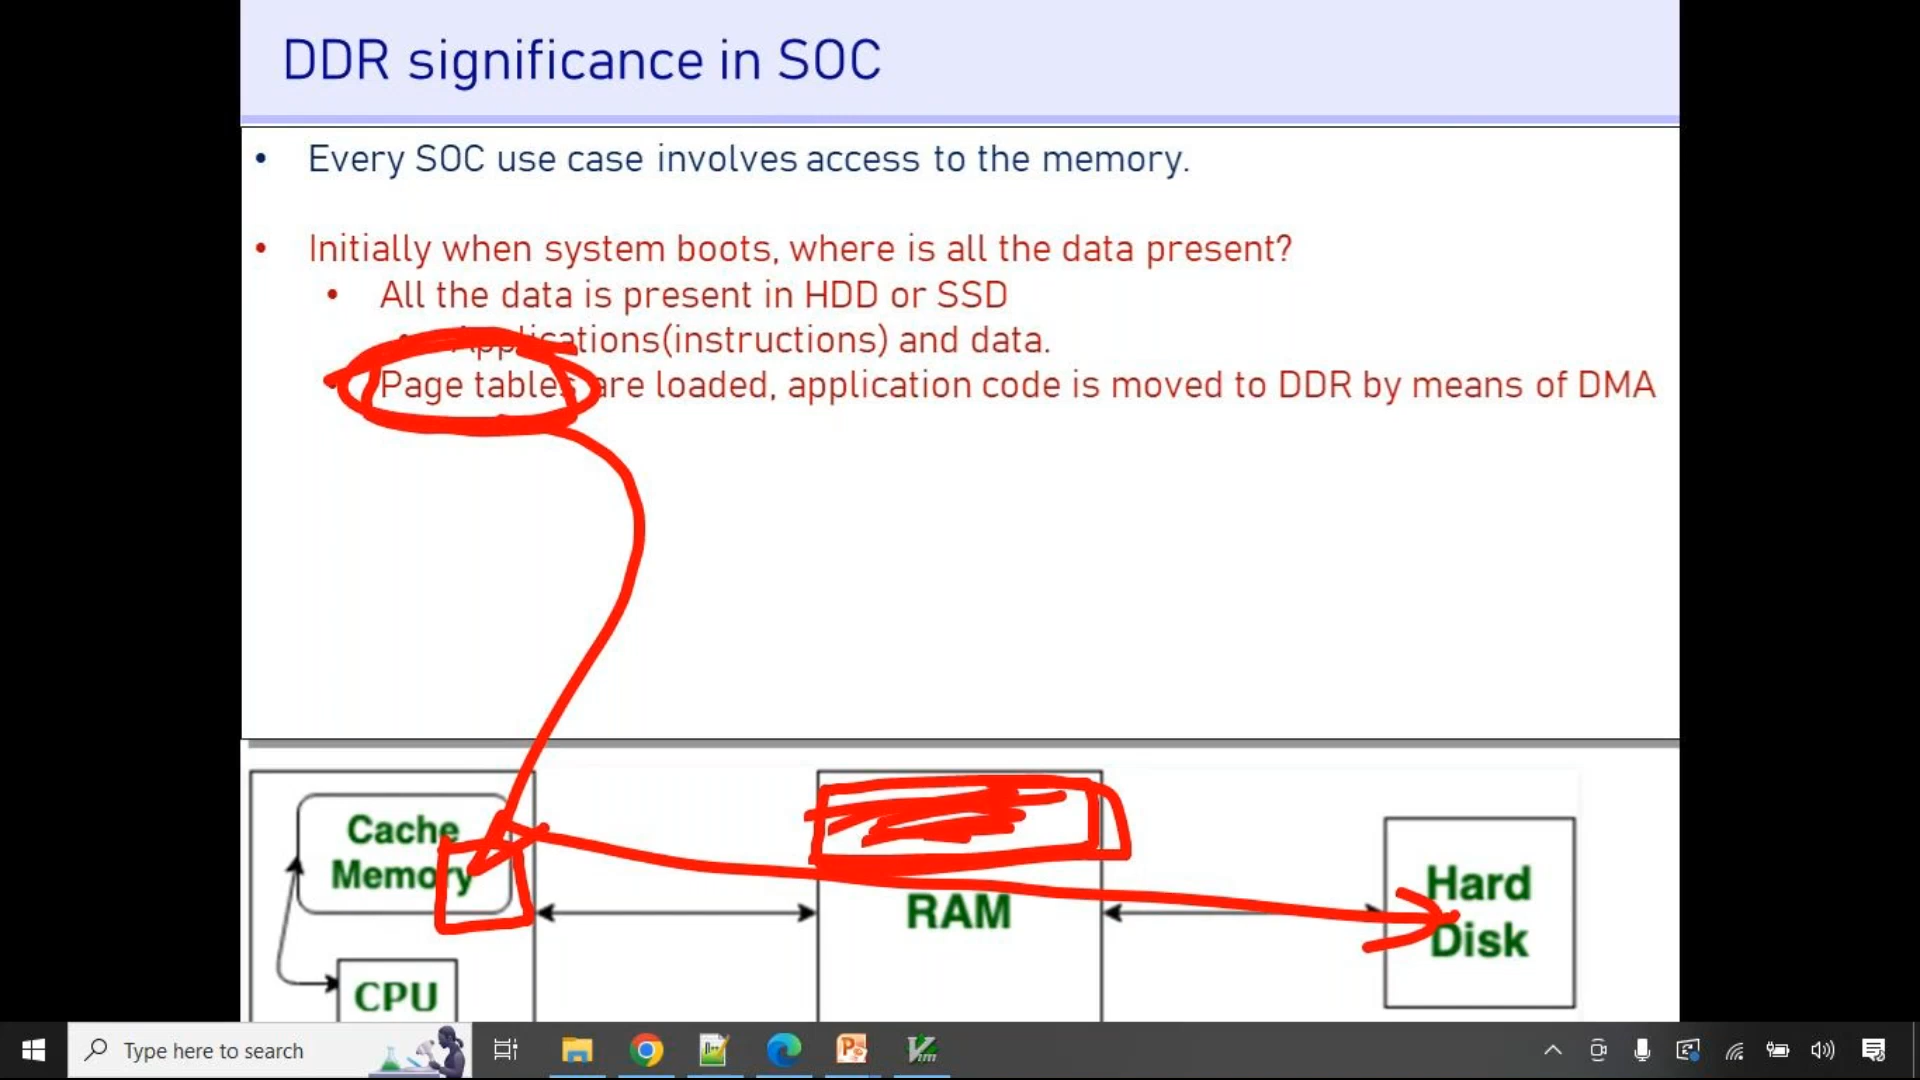 DDR significance in SOC
• Every SOC use case involves access to the memory.
• Initially when system boots, where is all the data present?
• All the data is present in HDD or SSD
• Applications(instructions) and data.
• Page tables are loaded, application code is moved to DDR by means of DMA
Cache
Memory
CPU
RAM
Hard
Disk
Type here to search